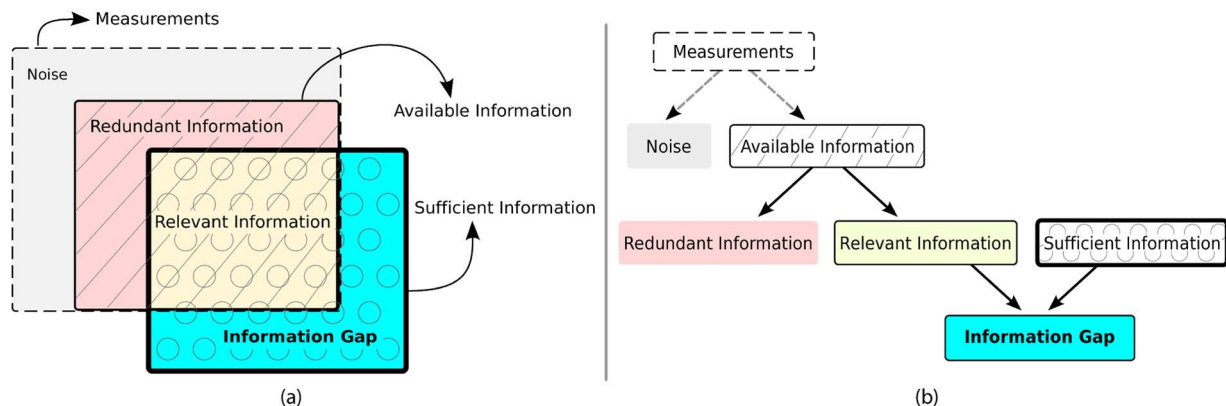 Measurements
Noise
Redundant Information
Available Information
Relevant Information
Sufficient Information
Information Gap
(a)
Measurements
Noise
Available Information
Redundant Information
Relevant Information
Sufficient Information
Information Gap
(b)